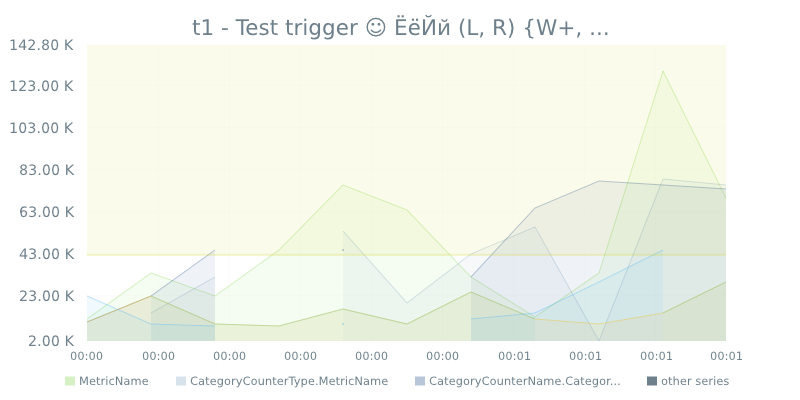 t1 - Test trigger ☺ ЁёЙй (L, R) {W+, ...
142.80 K
123.00 K
103.00 K
83.00 K
63.00 K
43.00 K
23.00 K
2.00 K
00:00 00:00 00:00 00:00 00:00 00:00 00:01 00:01 00:01 00:01
MetricName CategoryCounterType.MetricName CategoryCounterName.Categor... other series